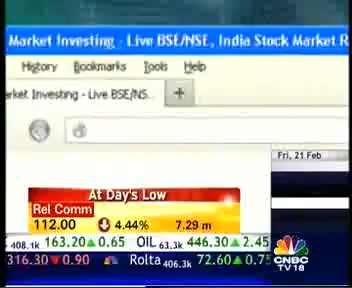 Market Investing - Live BSE/NSE, India Stock Market R
History Bookmarks Tools Help
arket Investing - Live BSE/NS... +
Fri, 21 Feb
At Day's Low
Rel Comm
112.00 4.44% 7.29 m
408.1k 163.20 ▲ 0.65 OIL 63.3k 446.30 ▲ 2.45
316.30 ▼ 0.90 Rolta 406.3k 72.60 ▲ 0.75
CNBC
TV18